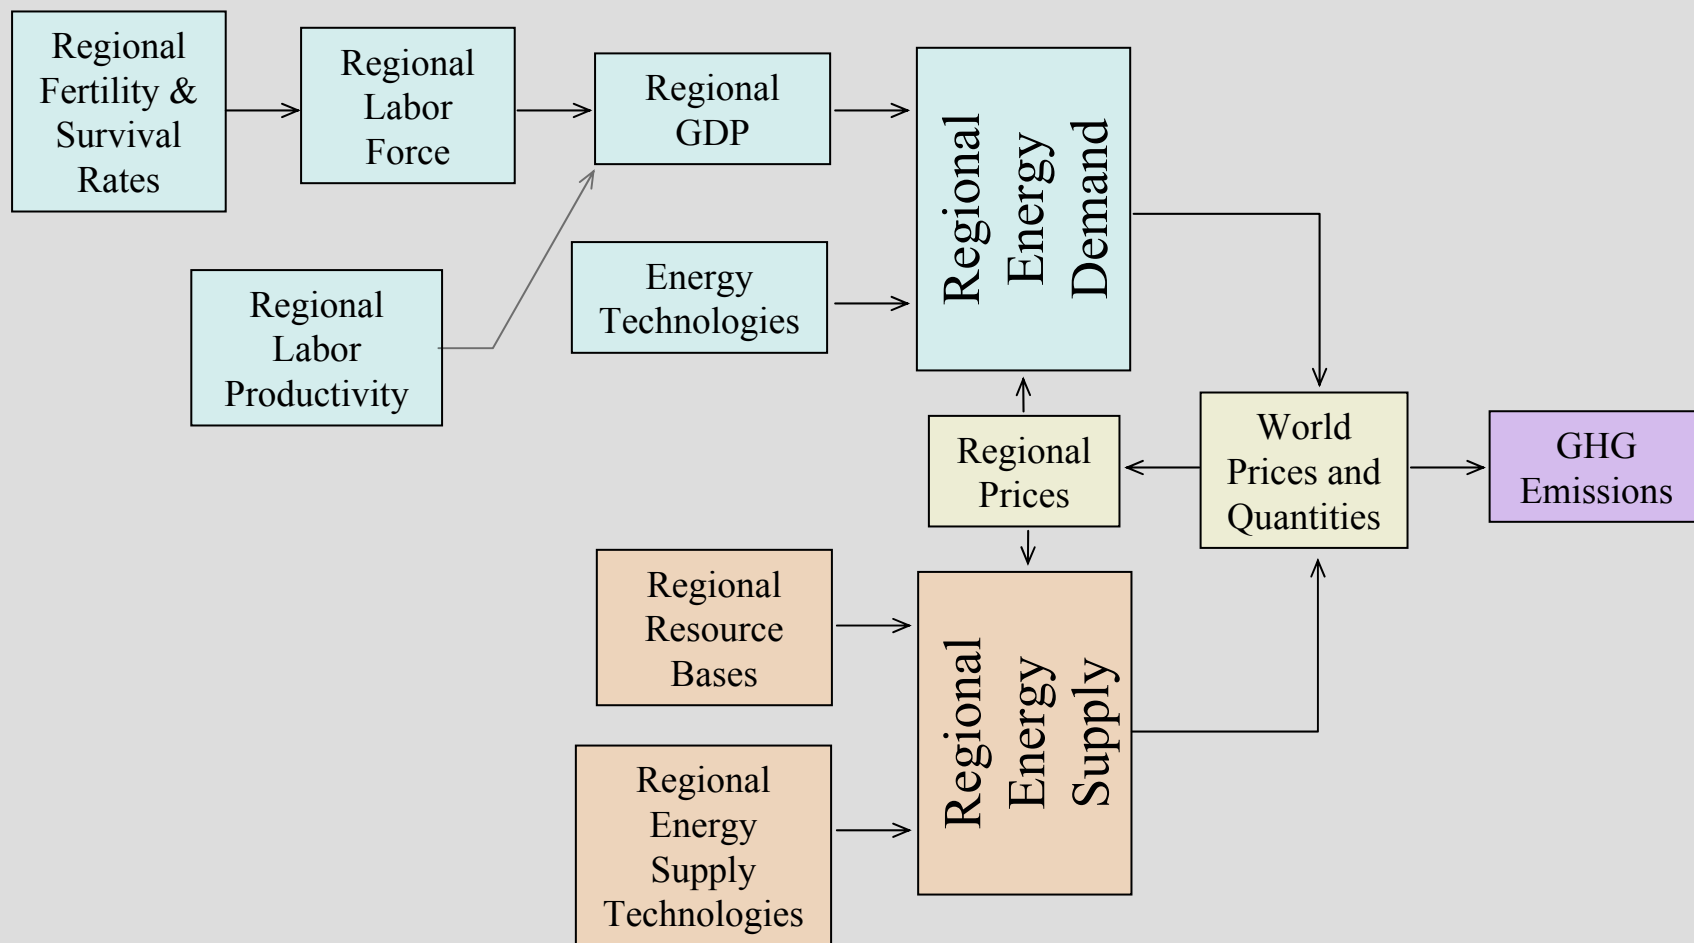 Regional
Fertility &
Survival
Rates
Regional
Labor
Force
Regional
GDP
Regional
Energy
Demand
Regional
Labor
Productivity
Energy
Technologies
Regional
Prices
World
Prices and
Quantities
GHG
Emissions
Regional
Resource
Bases
Regional
Energy
Supply
Regional
Energy
Supply
Technologies